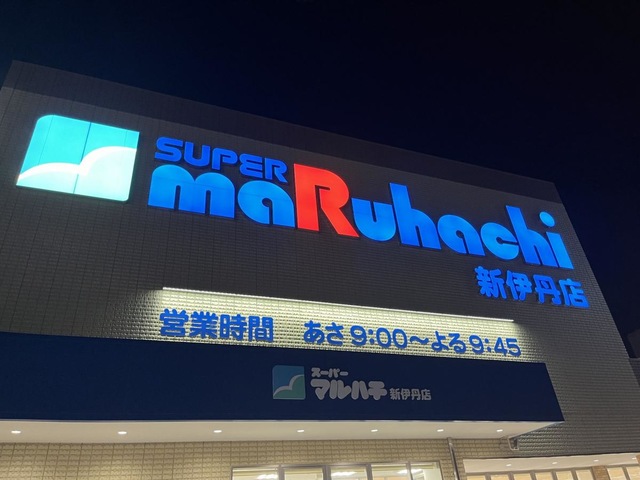 SUPER
maRuhachi
新伊丹店
営業時間 あさ9:00～よる9:45
スーパー
マルハチ 新伊丹店